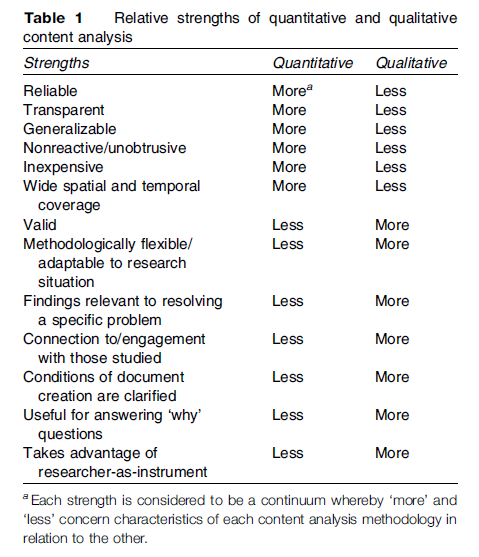 Table 1 Relative strengths of quantitative and qualitative
content analysis
Strengths Quantitative Qualitative
Reliable Moreᵃ Less
Transparent More Less
Generalizable More Less
Nonreactive/unobtrusive More Less
Inexpensive More Less
Wide spatial and temporal More Less
coverage
Valid Less More
Methodologically flexible/ Less More
adaptable to research
situation
Findings relevant to resolving Less More
a specific problem
Connection to/engagement Less More
with those studied
Conditions of document Less More
creation are clarified
Useful for answering ‘why’ Less More
questions
Takes advantage of Less More
researcher-as-instrument
ᵃ Each strength is considered to be a continuum whereby ‘more’ and
‘less’ concern characteristics of each content analysis methodology in
relation to the other.